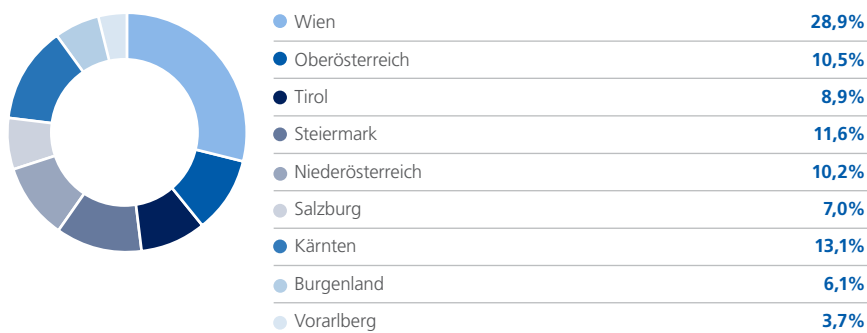 Wien 28,9%
Oberösterreich 10,5%
Tirol 8,9%
Steiermark 11,6%
Niederösterreich 10,2%
Salzburg 7,0%
Kärnten 13,1%
Burgenland 6,1%
Vorarlberg 3,7%